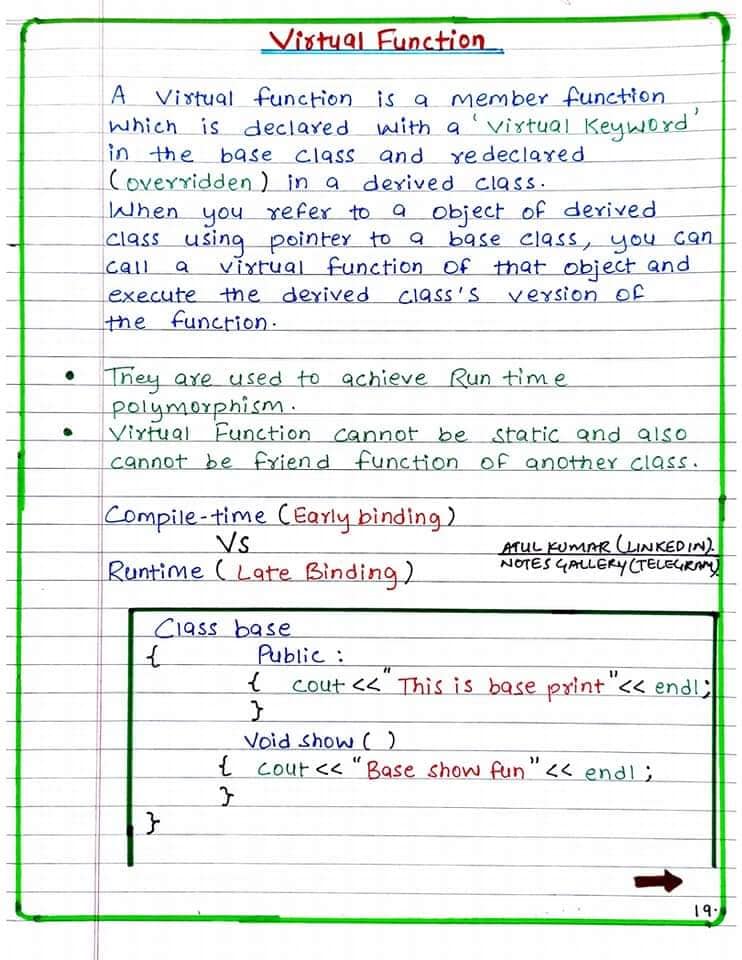 Virtual Function
A Virtual function is a member function
which is declared with a 'Virtual Keyword'
in the base class and redeclared
(overridden) in a derived class.
When you refer to a object of derived
class using pointer to a base class, you can
call a virtual function of that object and
execute the derived class's version of
the function.
• They are used to achieve Run time
polymorphism.
• Virtual Function cannot be static and also
cannot be friend function of another class.
Compile-time (Early binding)
Vs
Runtime (Late Binding)
ATUL KUMAR (LINKEDIN).
NOTES GALLERY (TELEGRAM)
Class base
{ Public :
{ cout << "This is base print" << endl;
}
Void show ( )
{ cout << "Base show fun" << endl ;
}
}
19.